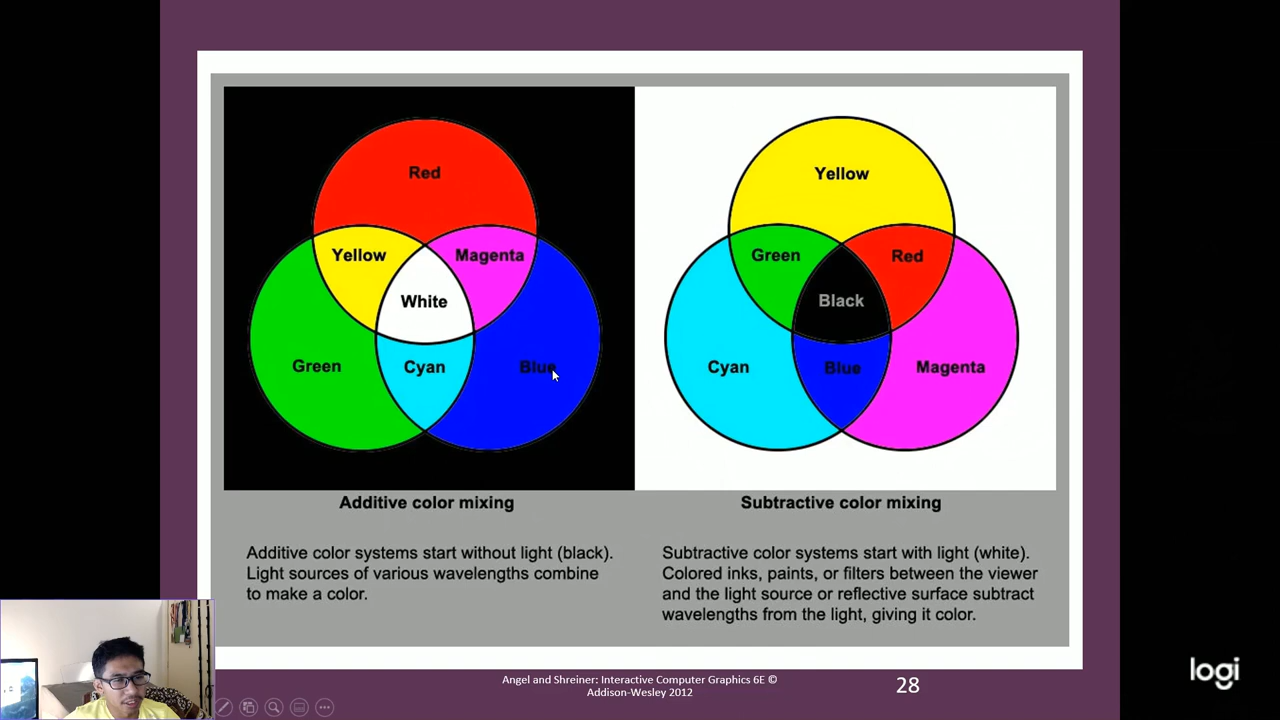 Red
Yellow
Magenta
White
Green
Cyan
Blue
Yellow
Green
Red
Black
Cyan
Blue
Magenta
Additive color mixing
Additive color systems start without light (black).
Light sources of various wavelengths combine
to make a color.
Subtractive color mixing
Subtractive color systems start with light (white).
Colored inks, paints, or filters between the viewer
and the light source or reflective surface subtract
wavelengths from the light, giving it color.
Angel and Shreiner: Interactive Computer Graphics 6E ©
Addison-Wesley 2012
28
logi